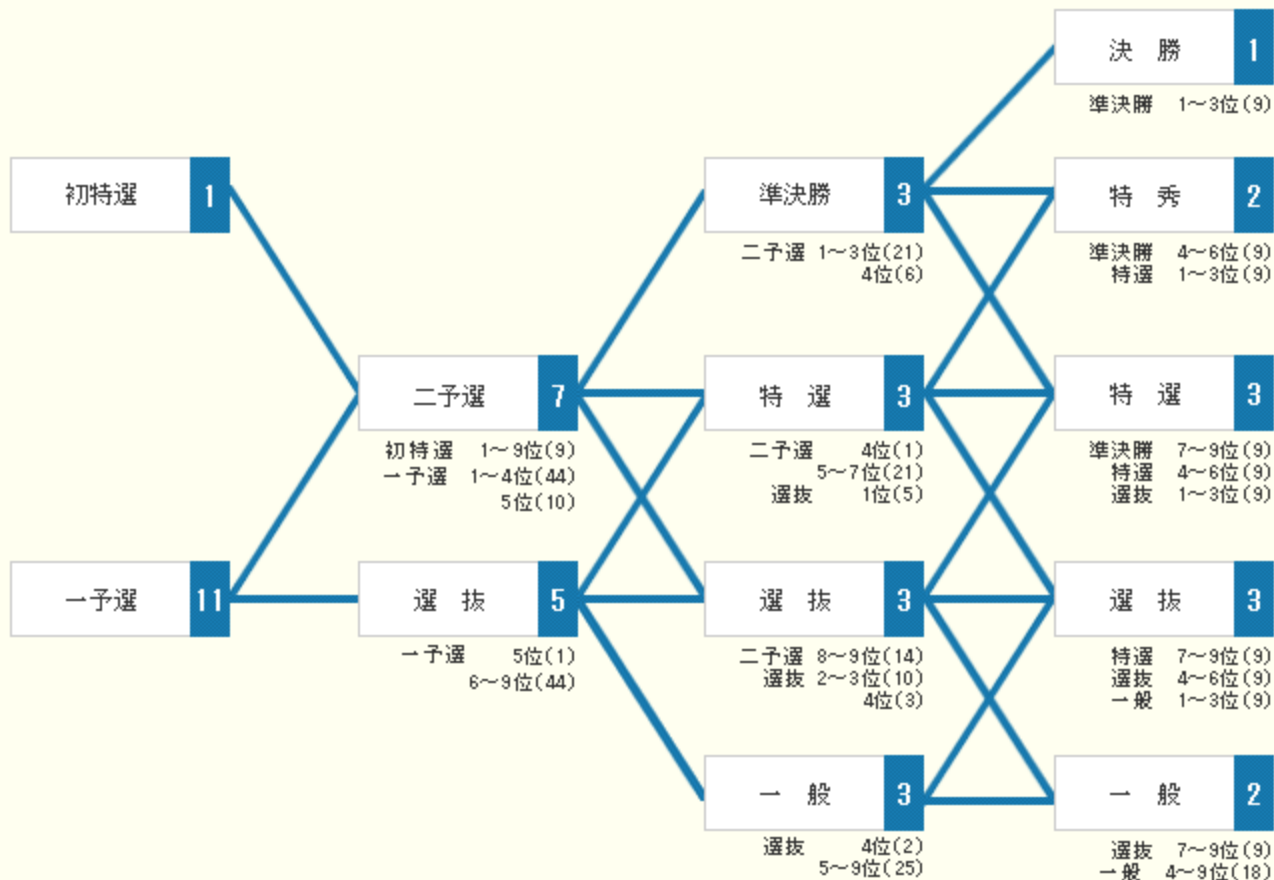 初特選 1
一予選 11
二予選 7
初特選 1～9位(9)
一予選 1～4位(44)
5位(10)
選 抜 5
一予選 5位(1)
6～9位(44)
準決勝 3
二予選 1～3位(21)
4位(6)
特 選 3
二予選 4位(1)
5～7位(21)
選抜 1位(5)
選 抜 3
二予選 8～9位(14)
選抜 2～3位(10)
4位(3)
一 般 3
選抜 4位(2)
5～9位(25)
決 勝 1
準決勝 1～3位(9)
特 秀 2
準決勝 4～6位(9)
特選 1～3位(9)
特 選 3
準決勝 7～9位(9)
特選 4～6位(9)
選抜 1～3位(9)
選 抜 3
特選 7～9位(9)
選抜 4～6位(9)
一般 1～3位(9)
一 般 2
選抜 7～9位(9)
一般 4～9位(18)